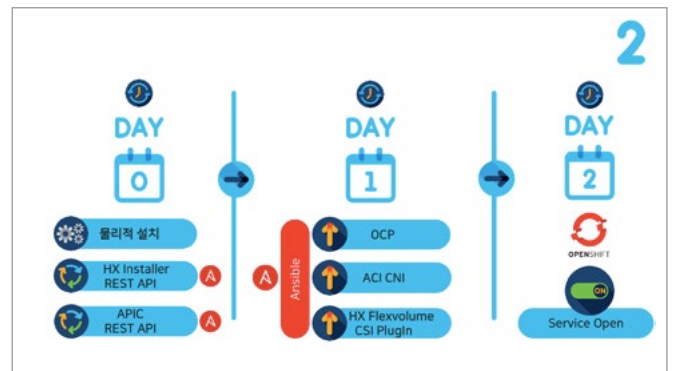 2
DAY
0
물리적 설치
HX Installer
REST API
APIC
REST API
DAY
1
Ansible
OCP
ACI CNI
HX Flexvolume
CSI PlugIn
DAY
2
OPENSHIFT
ON
Service Open